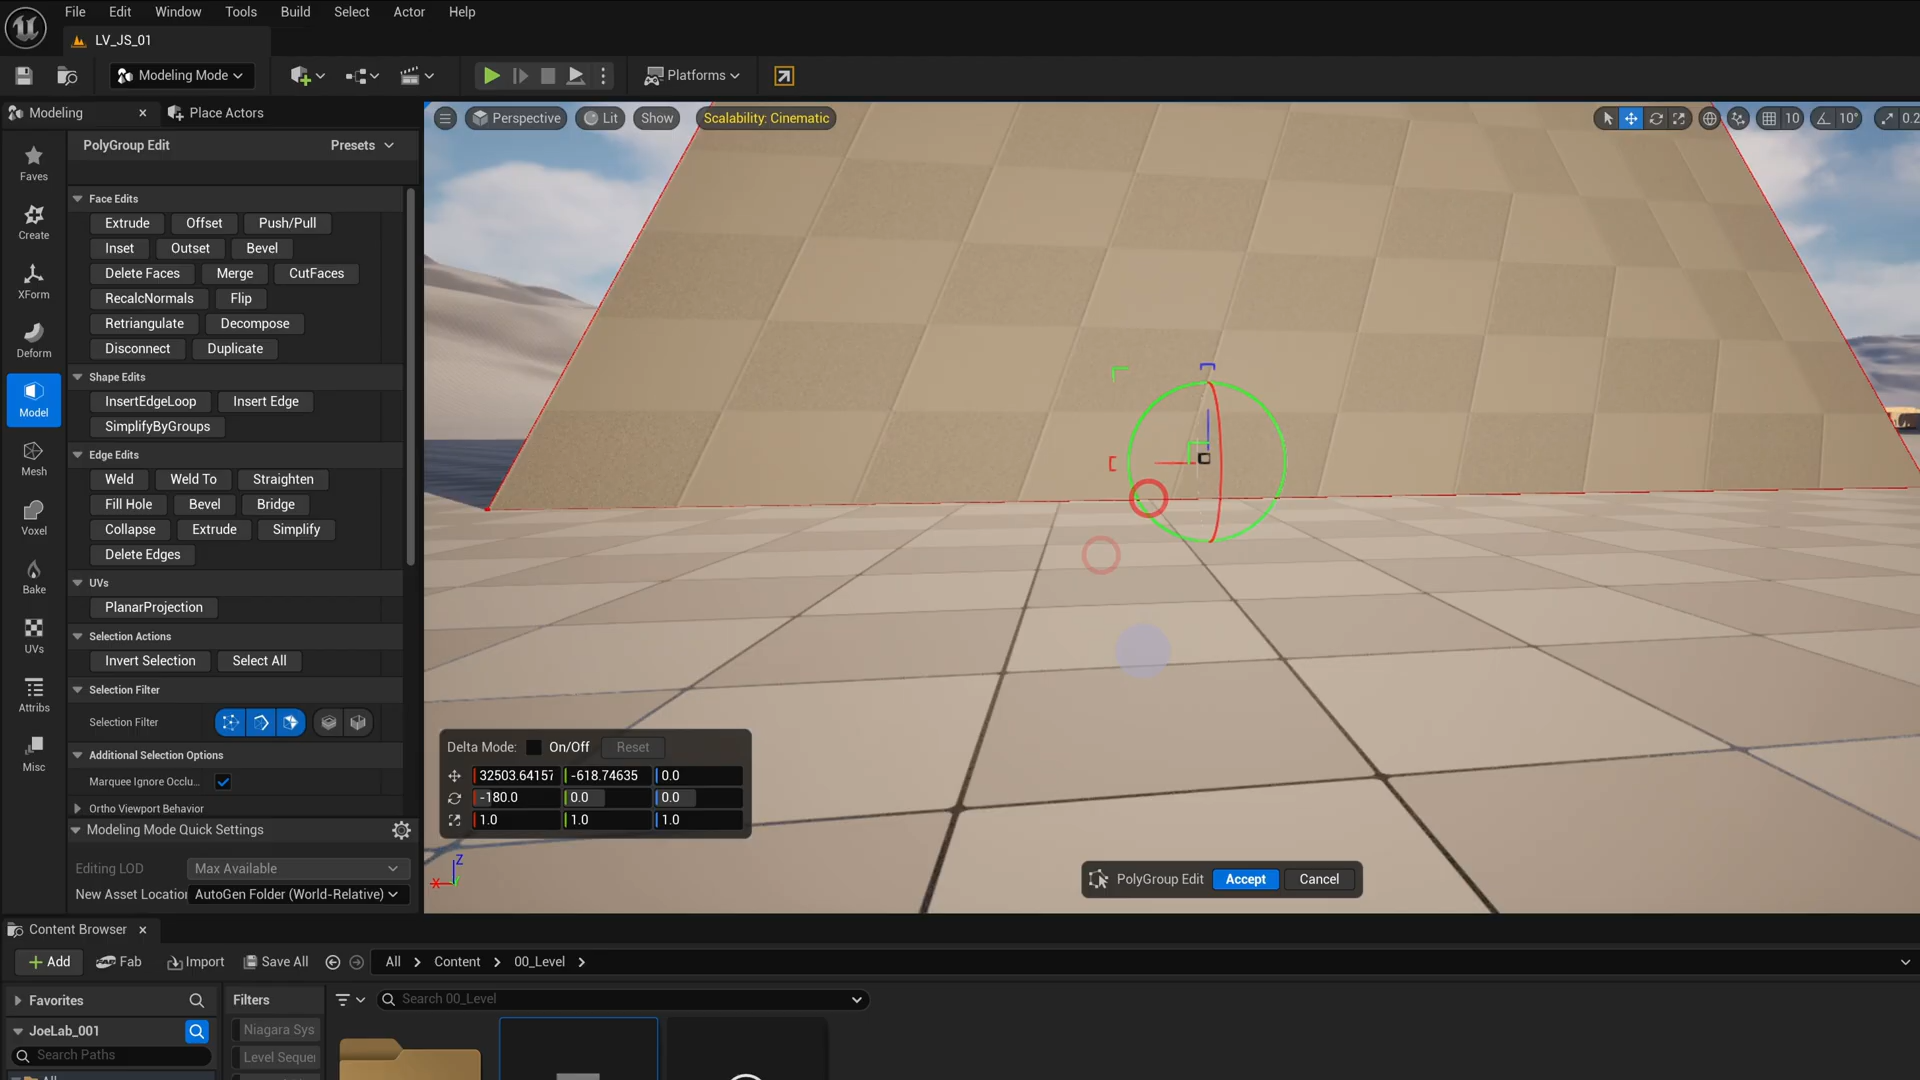 File Edit Window Tools Build Select Actor Help
LV_JS_01
Modeling Mode Platforms
Modeling Place Actors
Perspective Lit Show Scalability: Cinematic 10 10° 0.2
PolyGroup Edit Presets
Faves
Create
XForm
Deform
Model
Mesh
Voxel
Bake
UVs
Attribs
Misc
Face Edits
Extrude Offset Push/Pull
Inset Outset Bevel
Delete Faces Merge CutFaces
RecalcNormals Flip
Retriangulate Decompose
Disconnect Duplicate
Shape Edits
InsertEdgeLoop Insert Edge
SimplifyByGroups
Edge Edits
Weld Weld To Straighten
Fill Hole Bevel Bridge
Collapse Extrude Simplify
Delete Edges
UVs
PlanarProjection
Selection Actions
Invert Selection Select All
Selection Filter
Selection Filter
Additional Selection Options
Marquee Ignore Occlu...
Ortho Viewport Behavior
Modeling Mode Quick Settings
Editing LOD Max Available
New Asset Location AutoGen Folder (World-Relative)
Delta Mode: On/Off Reset
32503.64157 -618.74635 0.0
-180.0 0.0 0.0
1.0 1.0 1.0
Z
X
PolyGroup Edit Accept Cancel
Content Browser
Add Fab Import Save All All Content 00_Level
Favorites Filters Search 00_Level
JoeLab_001 Niagara Sys
Search Paths Level Seque